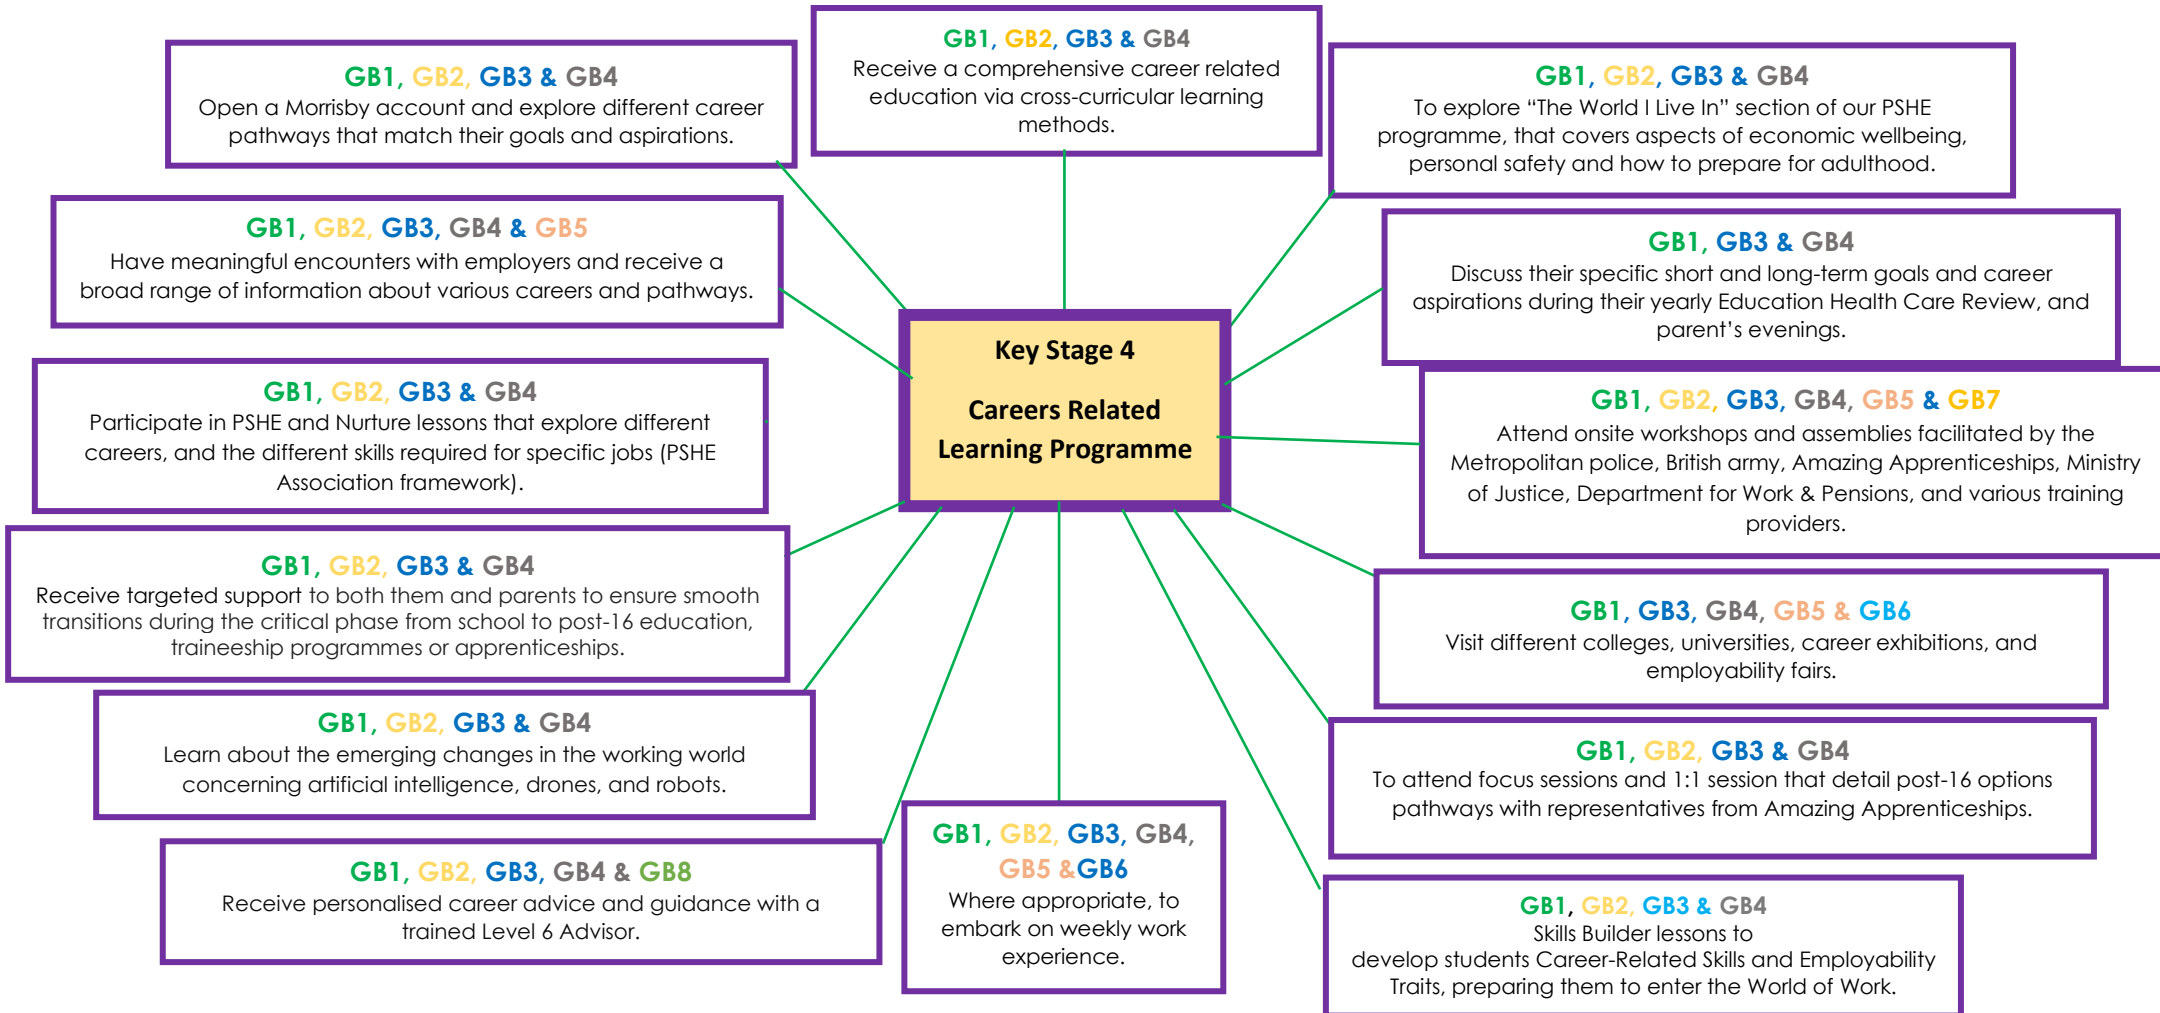 GB1, GB2, GB3 & GB4
Receive a comprehensive career related
education via cross-curricular learning
methods.
GB1, GB2, GB3 & GB4
Open a Morrisby account and explore different career
pathways that match their goals and aspirations.
GB1, GB2, GB3 & GB4
To explore “The World I Live In” section of our PSHE
programme, that covers aspects of economic wellbeing,
personal safety and how to prepare for adulthood.
GB1, GB2, GB3, GB4 & GB5
Have meaningful encounters with employers and receive a
broad range of information about various careers and pathways.
GB1, GB3 & GB4
Discuss their specific short and long-term goals and career
aspirations during their yearly Education Health Care Review, and
parent’s evenings.
Key Stage 4
Careers Related
Learning Programme
GB1, GB2, GB3 & GB4
Participate in PSHE and Nurture lessons that explore different
careers, and the different skills required for specific jobs (PSHE
Association framework).
GB1, GB2, GB3, GB4, GB5 & GB7
Attend onsite workshops and assemblies facilitated by the
Metropolitan police, British army, Amazing Apprenticeships, Ministry
of Justice, Department for Work & Pensions, and various training
providers.
GB1, GB2, GB3 & GB4
Receive targeted support to both them and parents to ensure smooth
transitions during the critical phase from school to post-16 education,
traineeship programmes or apprenticeships.
GB1, GB3, GB4, GB5 & GB6
Visit different colleges, universities, career exhibitions, and
employability fairs.
GB1, GB2, GB3 & GB4
Learn about the emerging changes in the working world
concerning artificial intelligence, drones, and robots.
GB1, GB2, GB3 & GB4
To attend focus sessions and 1:1 session that detail post-16 options
pathways with representatives from Amazing Apprenticeships.
GB1, GB2, GB3, GB4 & GB8
Receive personalised career advice and guidance with a
trained Level 6 Advisor.
GB1, GB2, GB3, GB4,
GB5 &GB6
Where appropriate, to
embark on weekly work
experience.
GB1, GB2, GB3 & GB4
Skills Builder lessons to
develop students Career-Related Skills and Employability
Traits, preparing them to enter the World of Work.